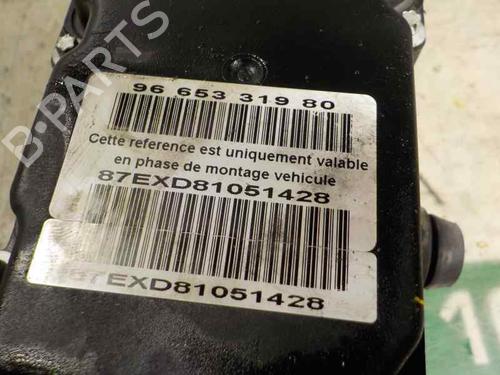 96 653 319 80
Cette reference est uniquement valable
en phase de montage vehicule
87EXD81051428
87EXD81051428
B-PARTS